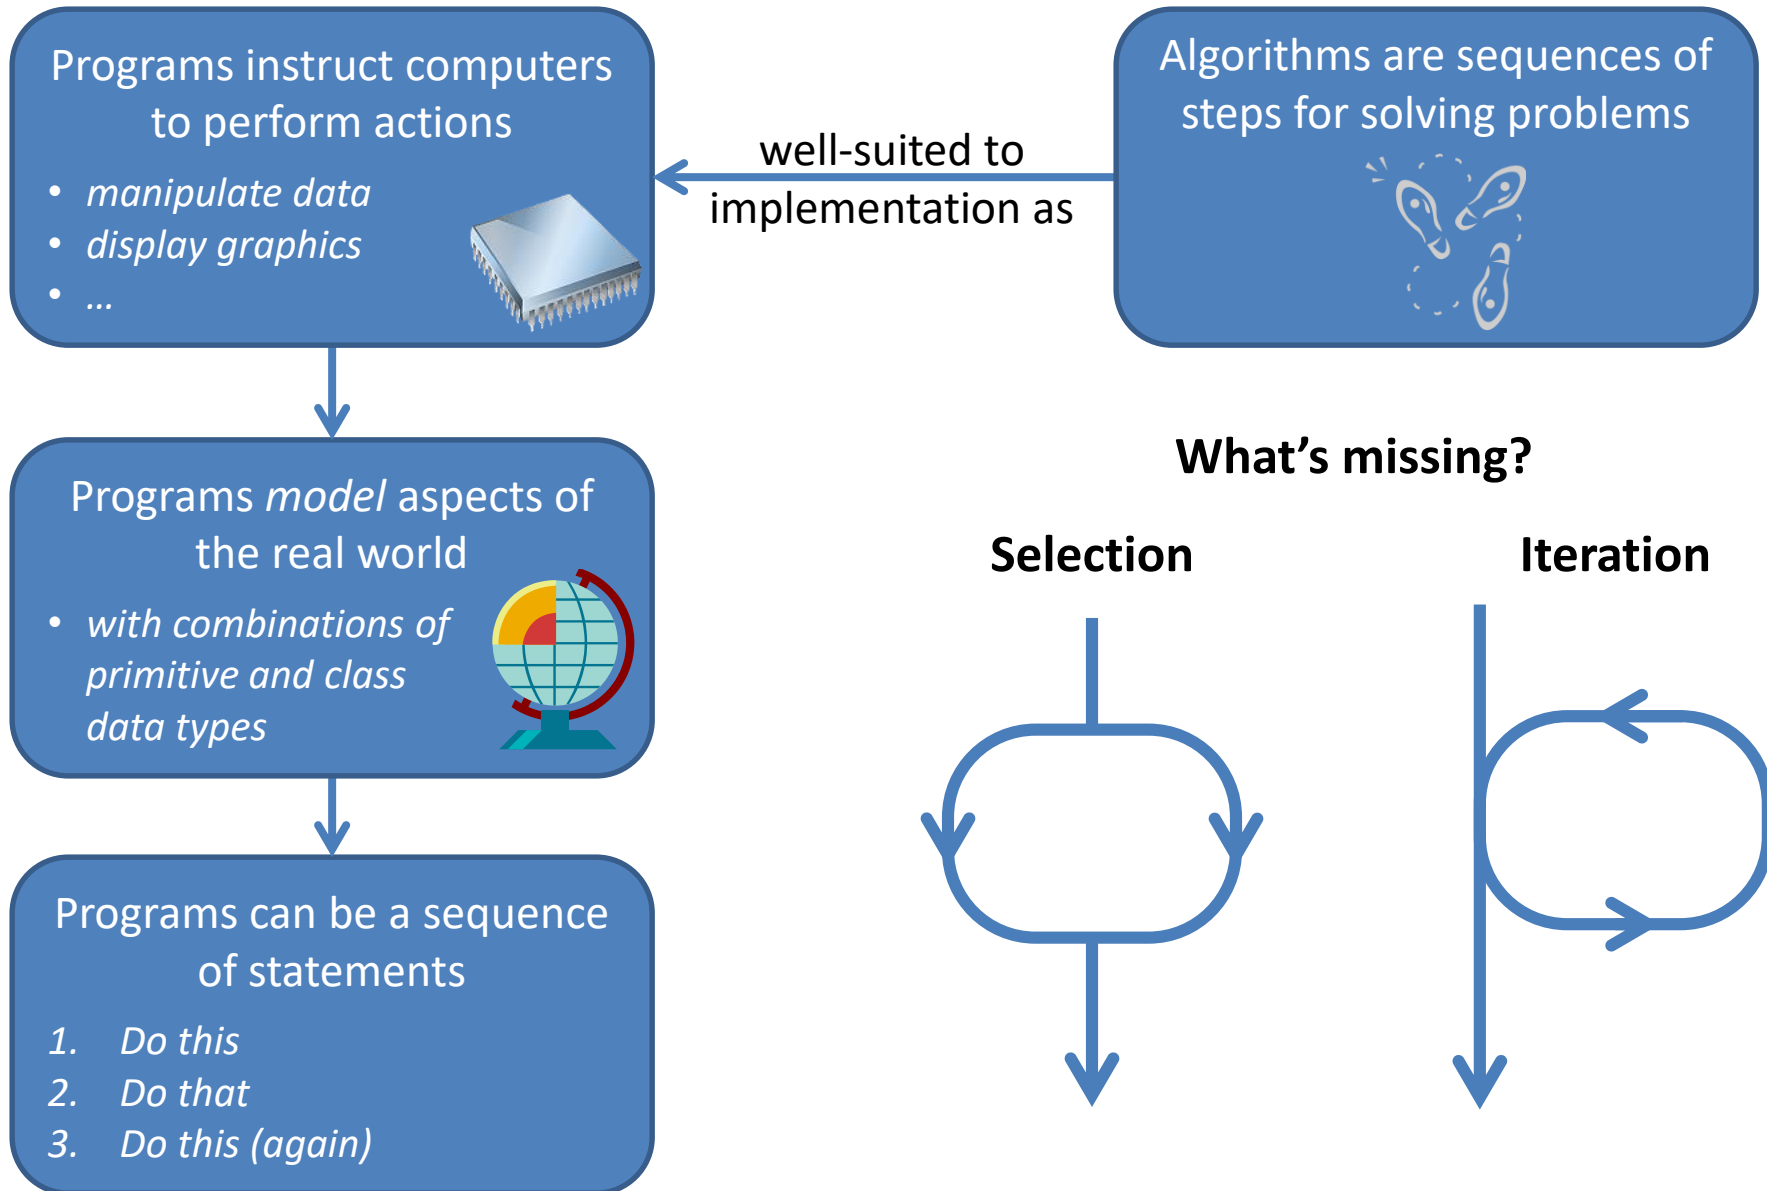 Programs instruct computers
to perform actions
• manipulate data
• display graphics
• ...
well-suited to
implementation as
Algorithms are sequences of
steps for solving problems
Programs model aspects of
the real world
• with combinations of
primitive and class
data types
Programs can be a sequence
of statements
1. Do this
2. Do that
3. Do this (again)
What’s missing?
Selection
Iteration